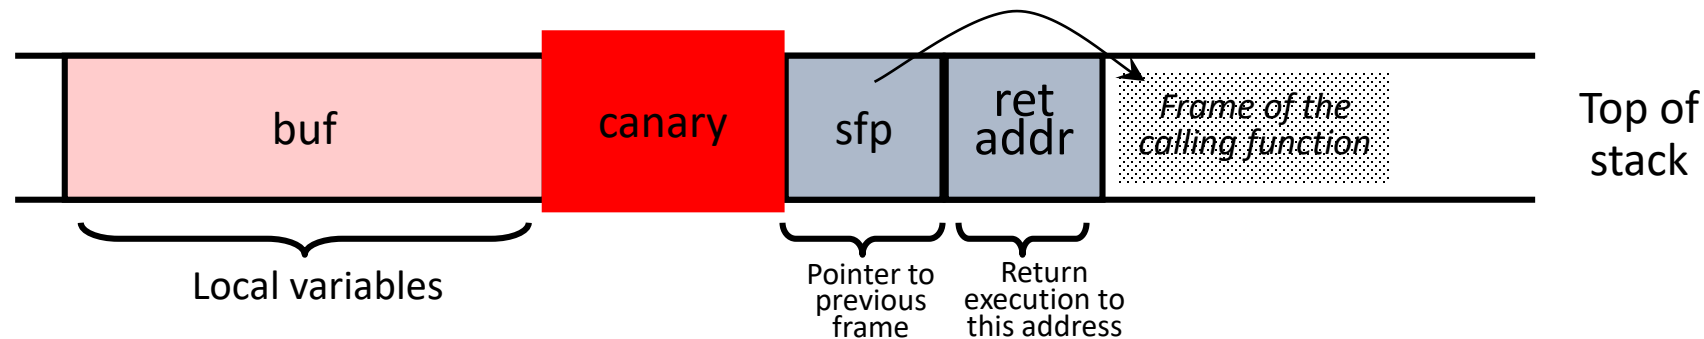 buf
canary
sfp
ret
addr
Frame of the
calling function
Top of
stack
Local variables
Pointer to
previous
frame
Return
execution to
this address